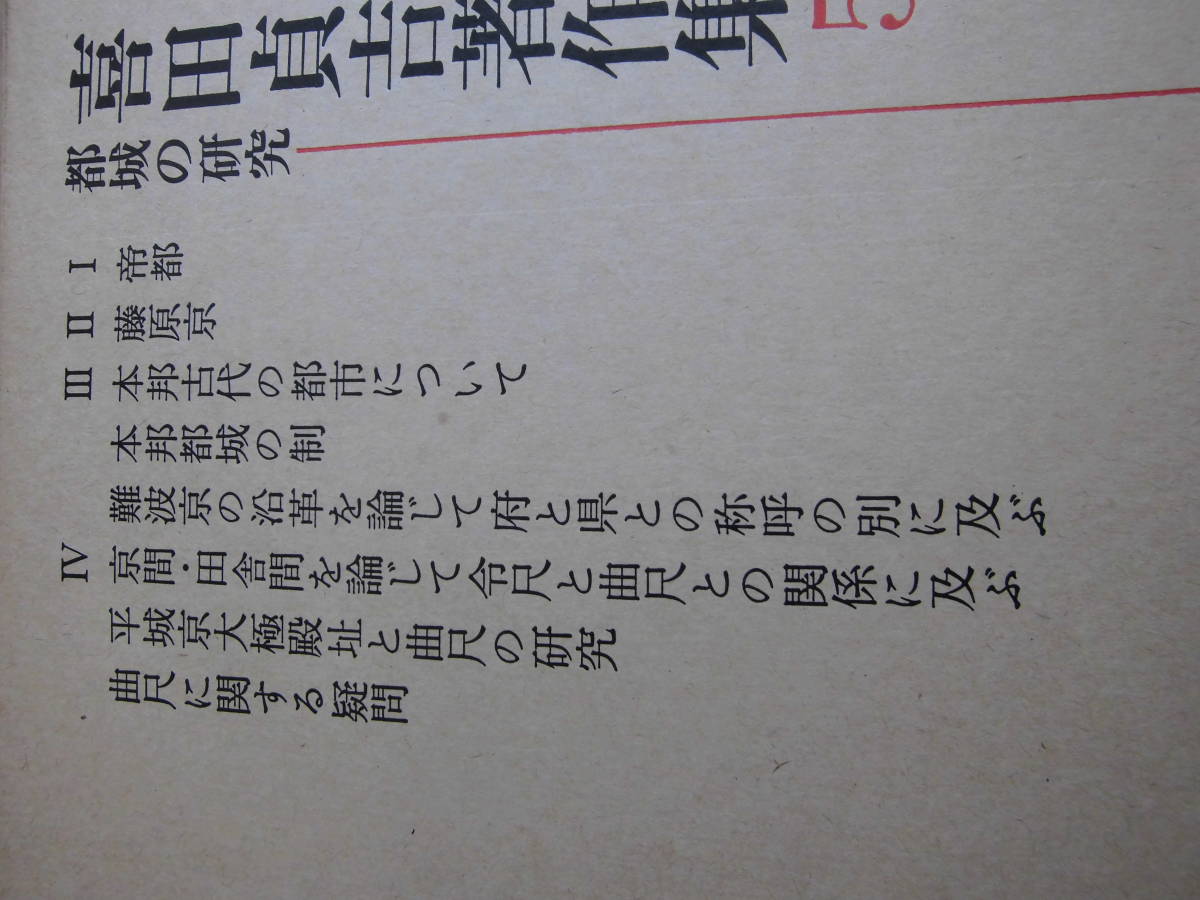 喜田貞吉著作集 5
都城の研究
I 帝都
II 藤原京
III 本邦古代の都市について
本邦都城の制
難波京の沿革を論じて府と県との称呼の別に及ぶ
IV 京間・田舎間を論じて令尺と曲尺との関係に及ぶ
平城京大極殿址と曲尺の研究
曲尺に関する疑問